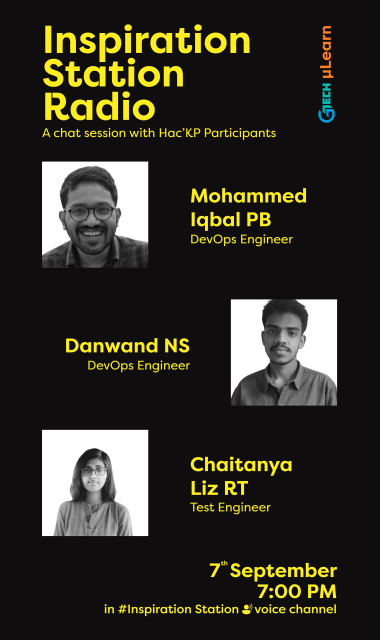 Inspiration
Station
Radio
A chat session with Hac'KP Participants
GTECH µLearn
Mohammed
Iqbal PB
DevOps Engineer
Danwand NS
DevOps Engineer
Chaitanya
Liz RT
Test Engineer
7th September
7:00 PM
in #Inspiration Station voice channel